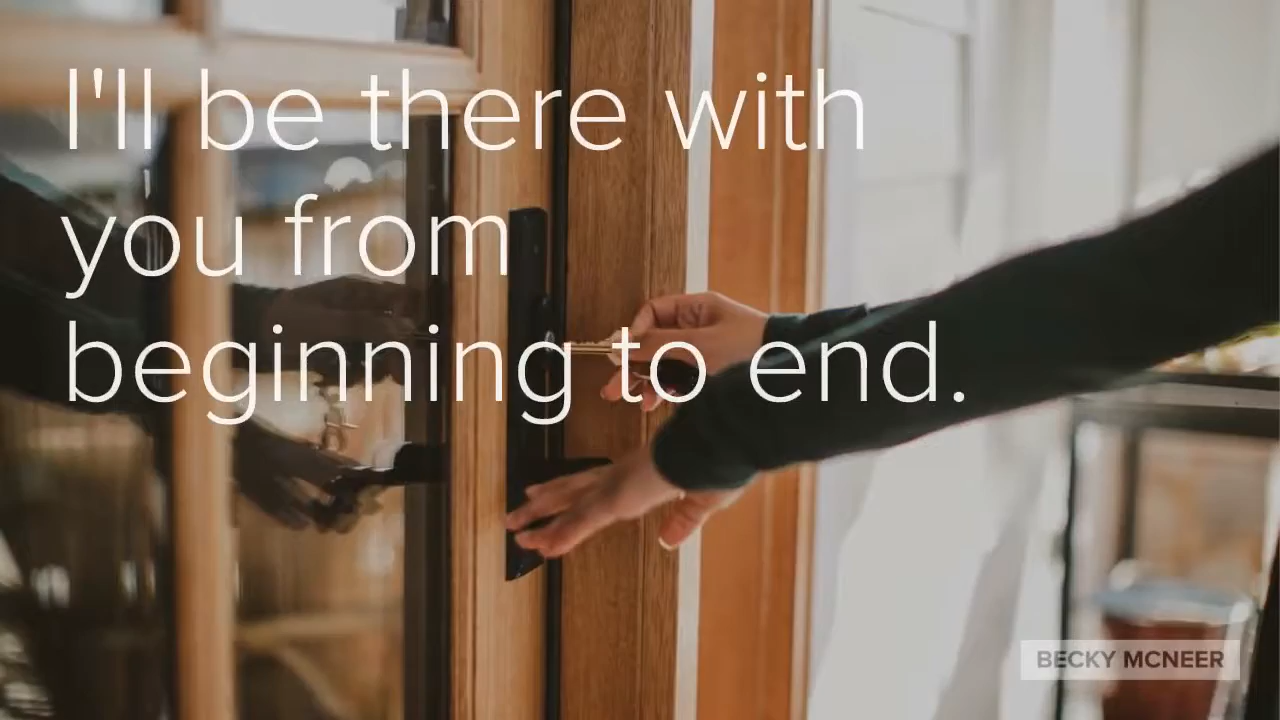 I'll be there with
you from
beginning to end.
BECKY MCNEER